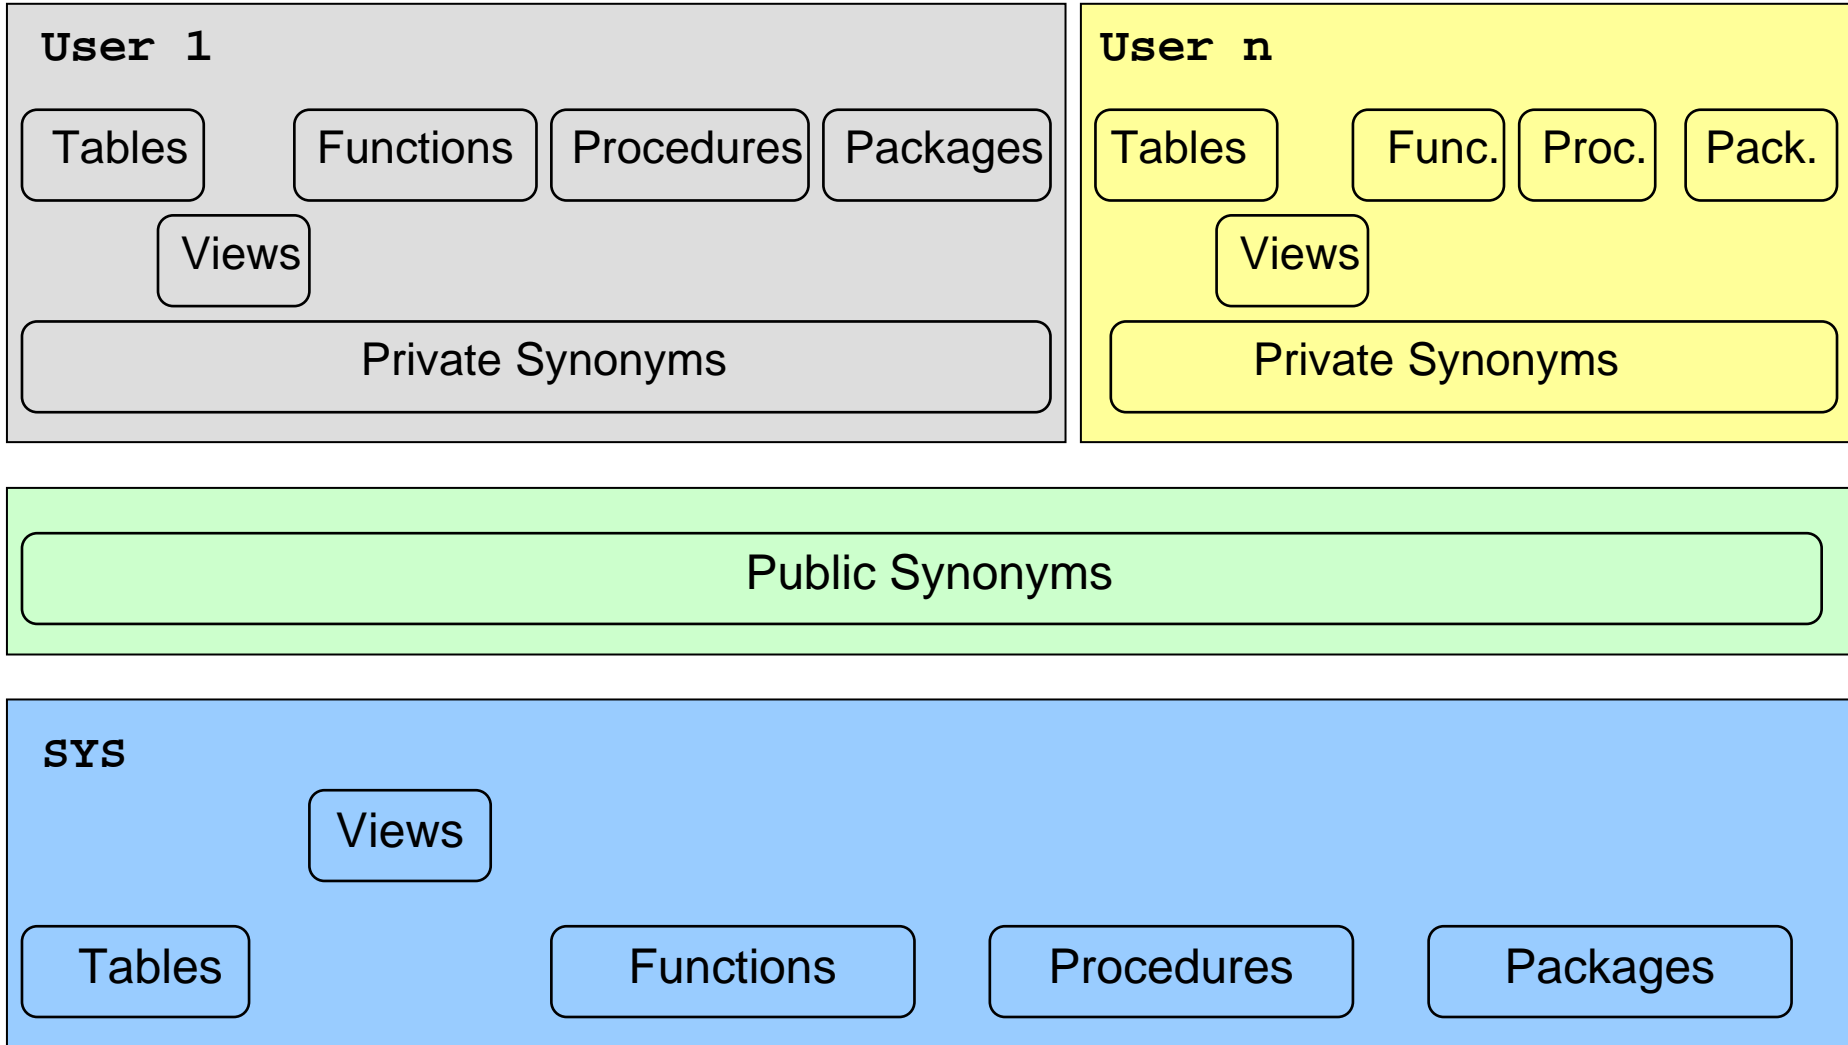 User 1
Tables
Functions
Procedures
Packages
Views
Private Synonyms
User n
Tables
Func.
Proc.
Pack.
Views
Private Synonyms
Public Synonyms
SYS
Views
Tables
Functions
Procedures
Packages